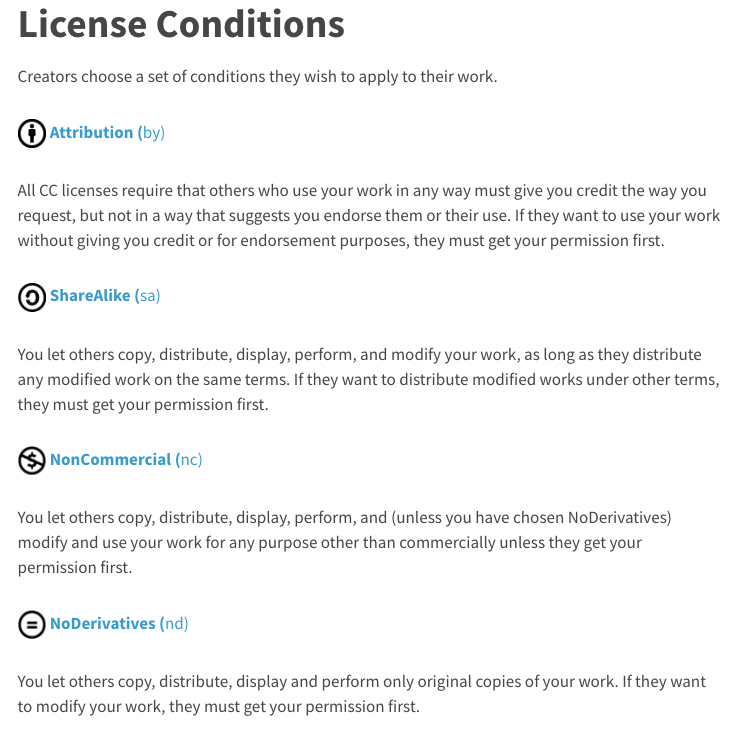 License Conditions
Creators choose a set of conditions they wish to apply to their work.
Attribution (by)
All CC licenses require that others who use your work in any way must give you credit the way you
request, but not in a way that suggests you endorse them or their use. If they want to use your work
without giving you credit or for endorsement purposes, they must get your permission first.
ShareAlike (sa)
You let others copy, distribute, display, perform, and modify your work, as long as they distribute
any modified work on the same terms. If they want to distribute modified works under other terms,
they must get your permission first.
NonCommercial (nc)
You let others copy, distribute, display, perform, and (unless you have chosen NoDerivatives)
modify and use your work for any purpose other than commercially unless they get your
permission first.
NoDerivatives (nd)
You let others copy, distribute, display and perform only original copies of your work. If they want
to modify your work, they must get your permission first.